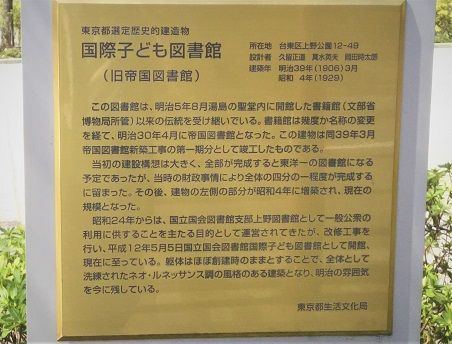 東京都選定歴史的建造物
国際子ども図書館
(旧帝国図書館)
所在地 台東区上野公園12-49
設計者 久留正道 真水英夫 岡田時太郎
建築年 明治39年(1906)3月
昭和 4年(1929)
この図書館は、明治5年8月湯島の聖堂内に開館した書籍館(文部省
博物局所管)以来の伝統を受け継いでいる。書籍館は幾度か名称の変更
を経て、明治30年4月に帝国図書館となった。この建物は同39年3月
帝国図書館新築工事の第一期分として竣工したものである。
当初の建設構想は大きく、全部が完成すると東洋一の図書館になる
予定であったが、当時の財政事情により全体の四分の一程度が完成する
に留まった。その後、建物の左側の部分が昭和4年に増築され、現在の
規模となった。
昭和24年からは、国立国会図書館支部上野図書館として一般公衆の
利用に供することを主たる目的として運営されてきたが、改修工事を
行い、平成12年5月5日国立国会図書館国際子ども図書館として開館、
現在に至っている。躯体はほぼ創建時のままとすることで、全体として
洗練されたネオ・ルネッサンス調の風格のある建築となり、明治の雰囲気
を今に残している。
東京都生活文化局